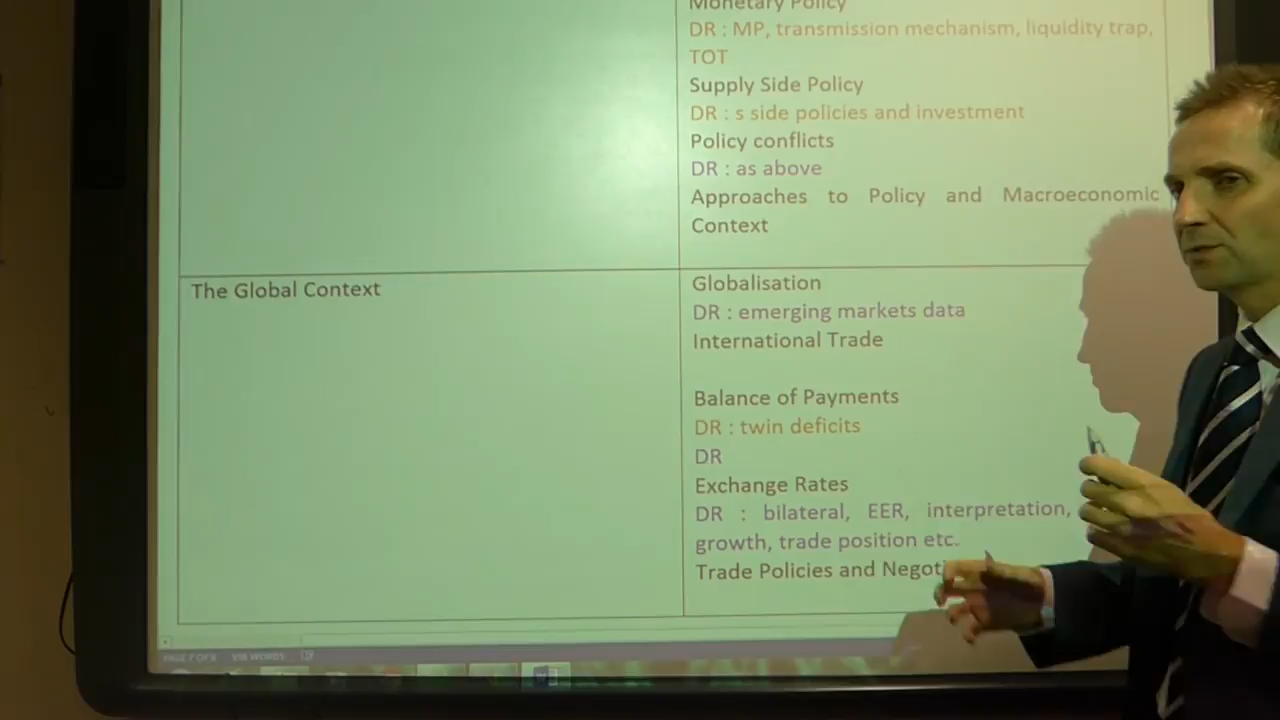 Monetary Policy
DR : MP, transmission mechanism, liquidity trap,
TOT
Supply Side Policy
DR : s side policies and investment
Policy conflicts
DR : as above
Approaches to Policy and Macroeconomic
Context
The Global Context
Globalisation
DR : emerging markets data
International Trade
Balance of Payments
DR : twin deficits
DR
Exchange Rates
DR : bilateral, EER, interpretation,
growth, trade position etc.
Trade Policies and
WORDS